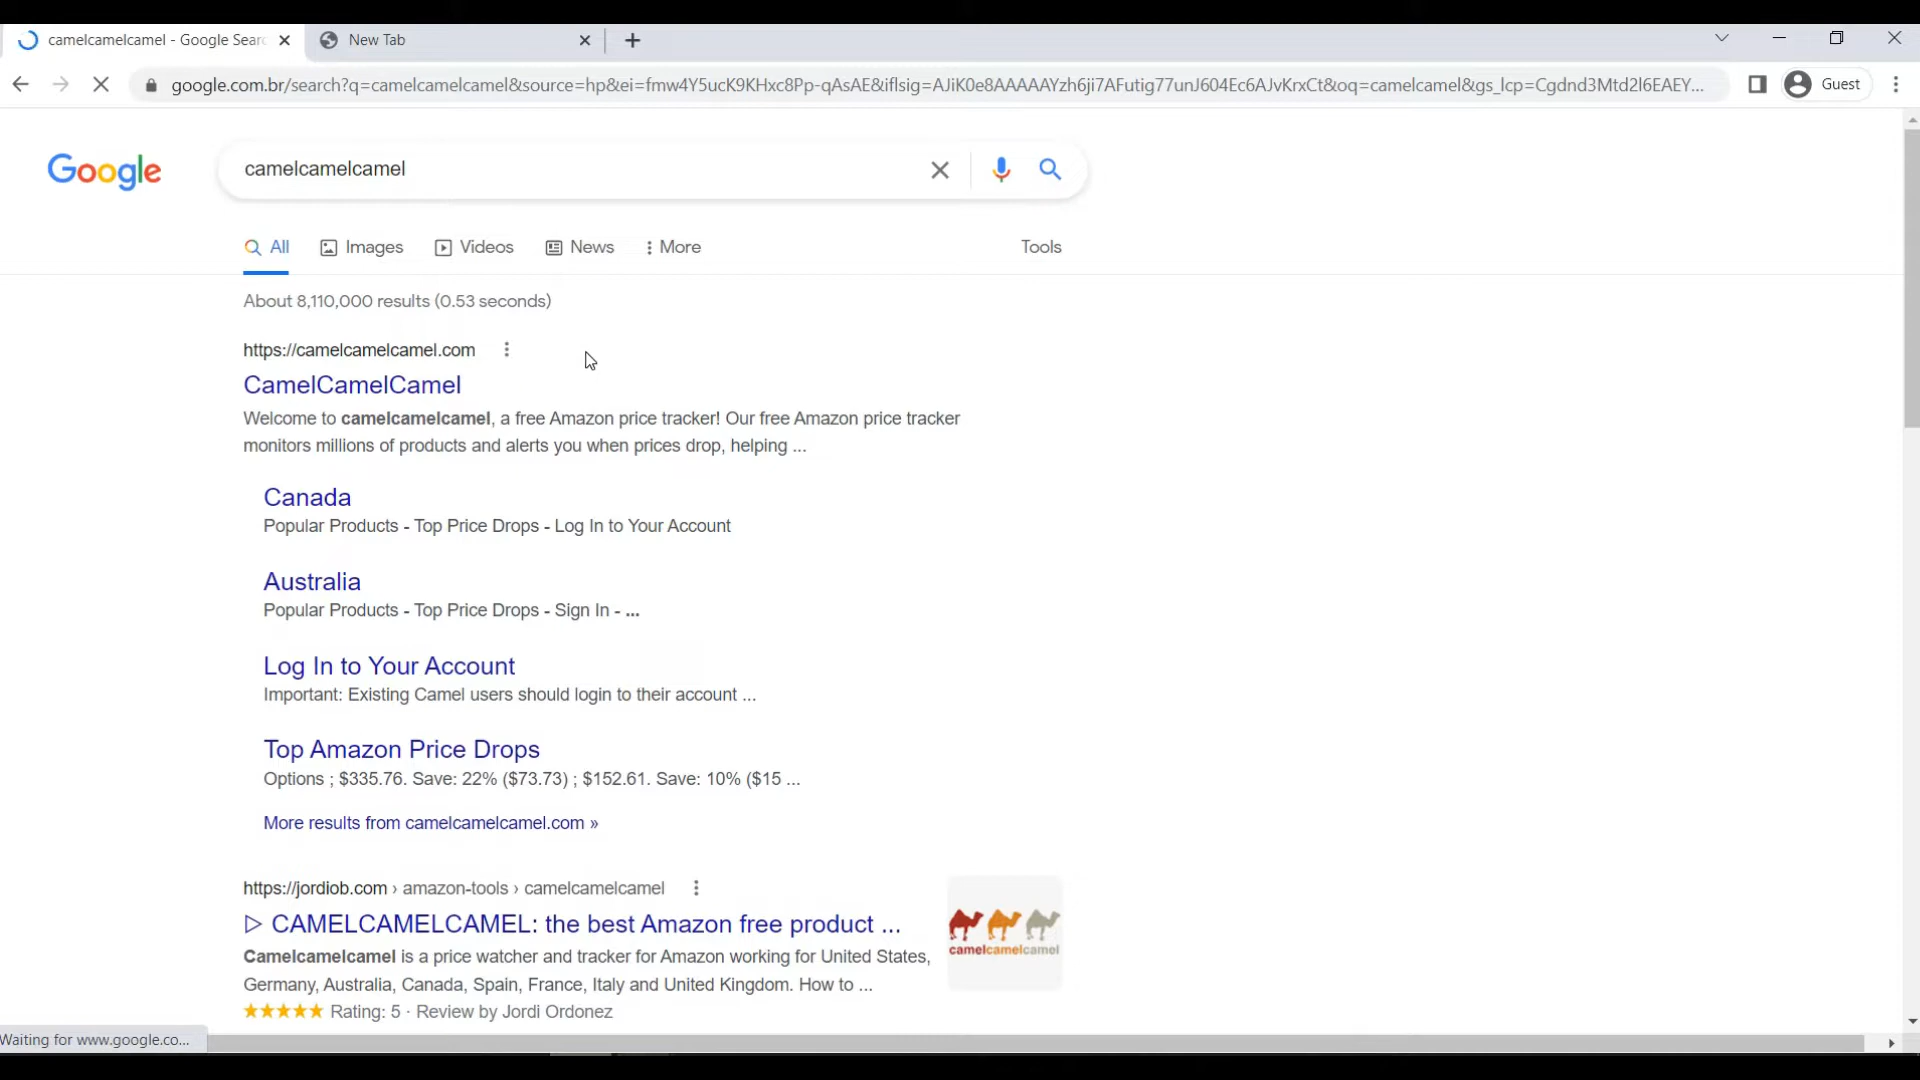 camelcamelcamel - Google Searc
New Tab
google.com.br/search?q=camelcamelcamel&source=hp&ei=fmw4Y5ucK9KHxc8Pp-qAsAE&iflsig=AJiK0e8AAAAAYzh6ji7AFutig77unJ604Ec6AJvKrxCt&oq=camelcamel&gs_lcp=Cgdnd3Mtd2l6EAEY...
Guest
Google
camelcamelcamel
All
Images
Videos
News
More
Tools
About 8,110,000 results (0.53 seconds)
https://camelcamelcamel.com
CamelCamelCamel
Welcome to camelcamelcamel, a free Amazon price tracker! Our free Amazon price tracker
monitors millions of products and alerts you when prices drop, helping ...
Canada
Popular Products - Top Price Drops - Log In to Your Account
Australia
Popular Products - Top Price Drops - Sign In - ...
Log In to Your Account
Important: Existing Camel users should login to their account ...
Top Amazon Price Drops
Options ; $335.76. Save: 22% ($73.73) ; $152.61. Save: 10% ($15 ...
More results from camelcamelcamel.com »
https://jordiob.com › amazon-tools › camelcamelcamel
▷ CAMELCAMELCAMEL: the best Amazon free product ...
Camelcamelcamel is a price watcher and tracker for Amazon working for United States,
Germany, Australia, Canada, Spain, France, Italy and United Kingdom. How to ...
★★★★★ Rating: 5 · Review by Jordi Ordonez
camelcamelcamel
Waiting for www.google.co...